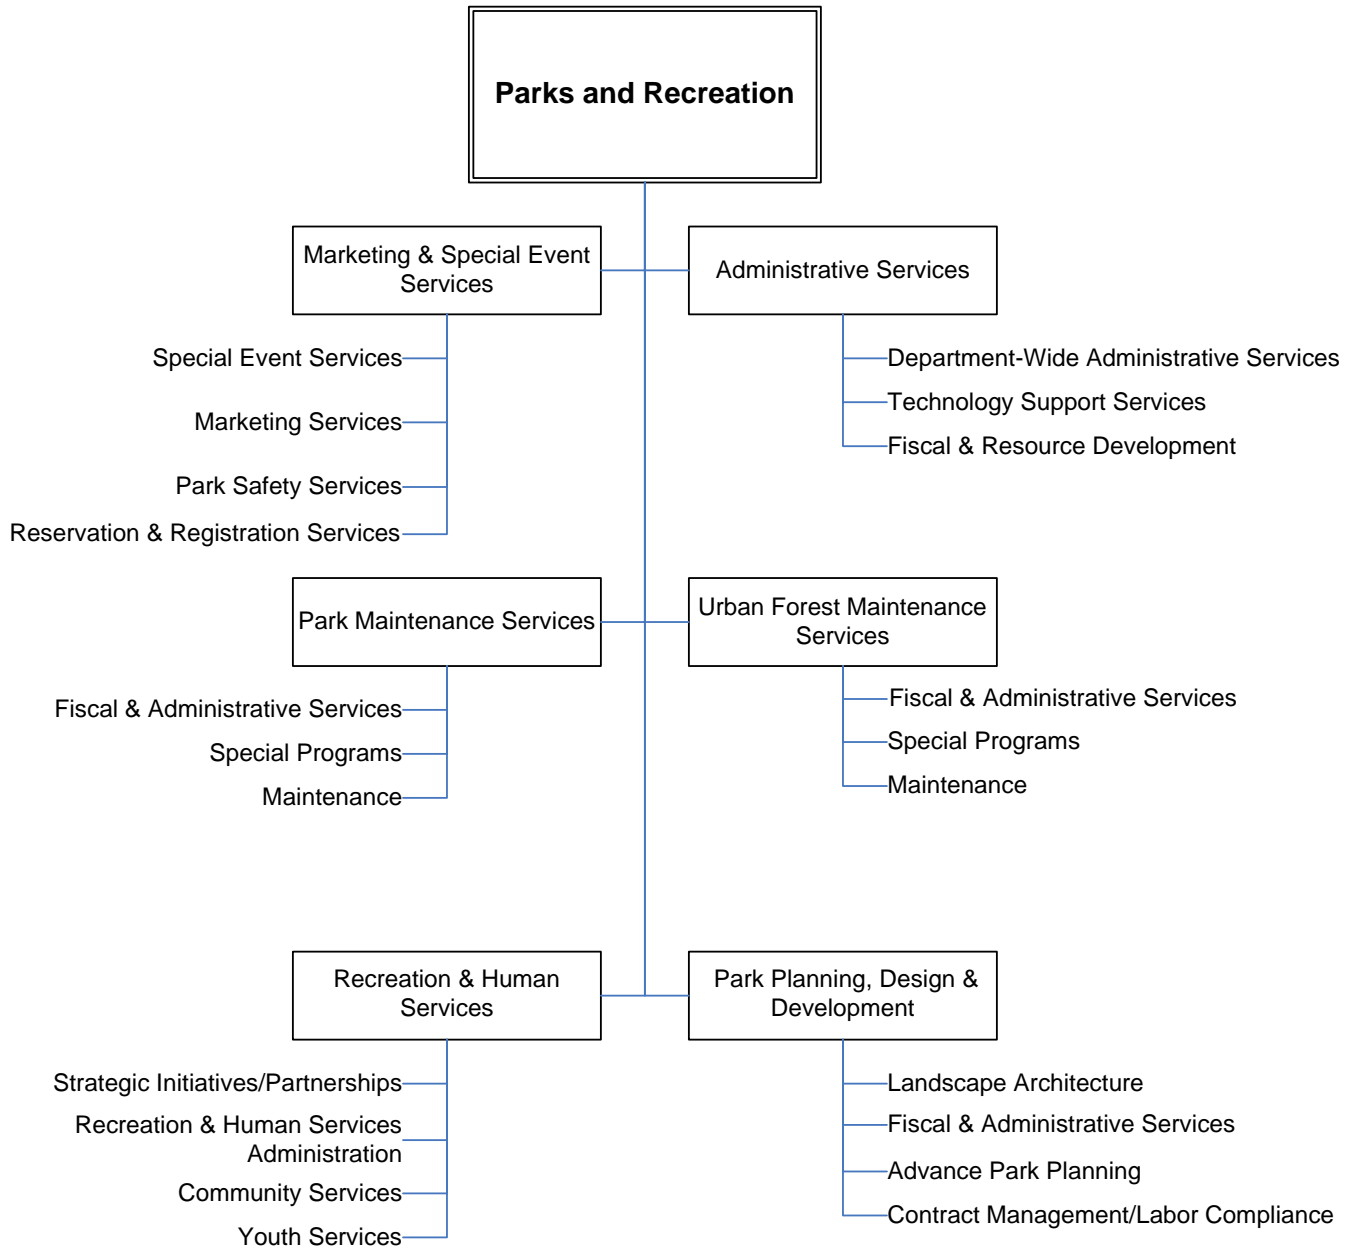 Parks and Recreation
Marketing & Special Event
Services
Special Event Services
Marketing Services
Park Safety Services
Reservation & Registration Services
Administrative Services
Department-Wide Administrative Services
Technology Support Services
Fiscal & Resource Development
Park Maintenance Services
Fiscal & Administrative Services
Special Programs
Maintenance
Urban Forest Maintenance
Services
Fiscal & Administrative Services
Special Programs
Maintenance
Recreation & Human
Services
Strategic Initiatives/Partnerships
Recreation & Human Services
Administration
Community Services
Youth Services
Park Planning, Design &
Development
Landscape Architecture
Fiscal & Administrative Services
Advance Park Planning
Contract Management/Labor Compliance